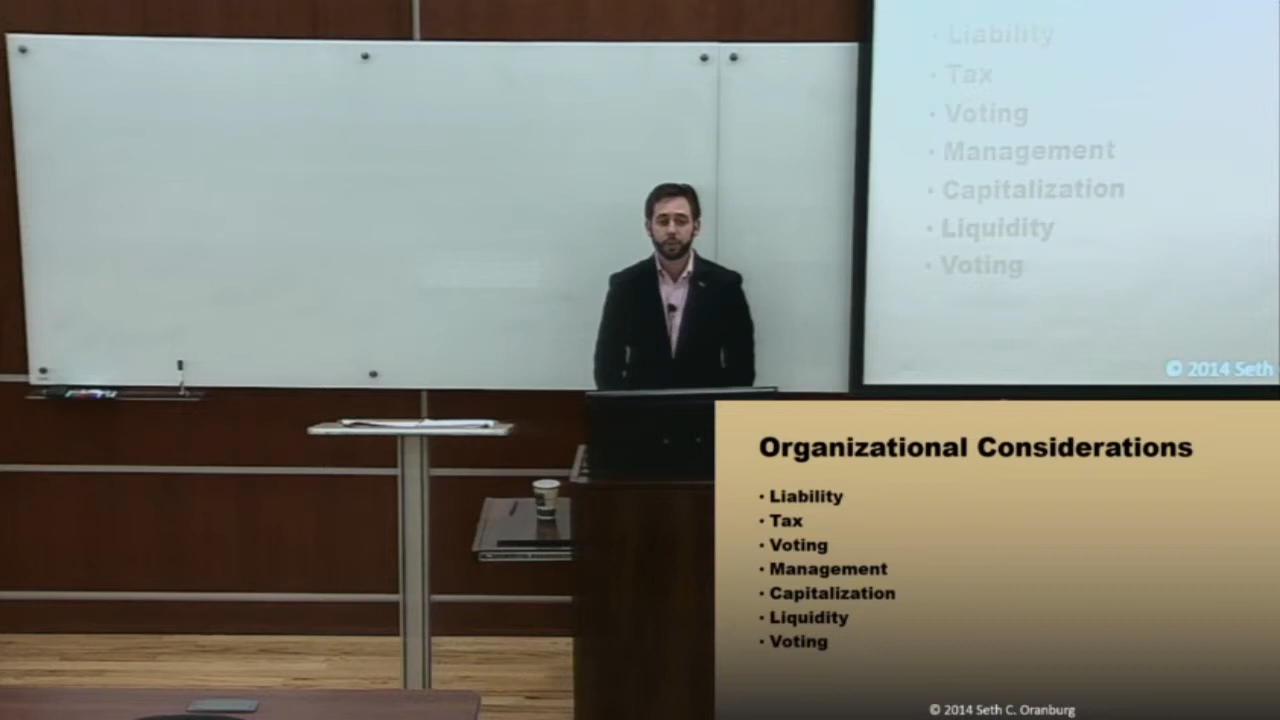 • Liability
• Tax
• Voting
• Management
• Capitalization
• Liquidity
• Voting
© 2014 Seth
Organizational Considerations
• Liability
• Tax
• Voting
• Management
• Capitalization
• Liquidity
• Voting
© 2014 Seth C. Oranburg